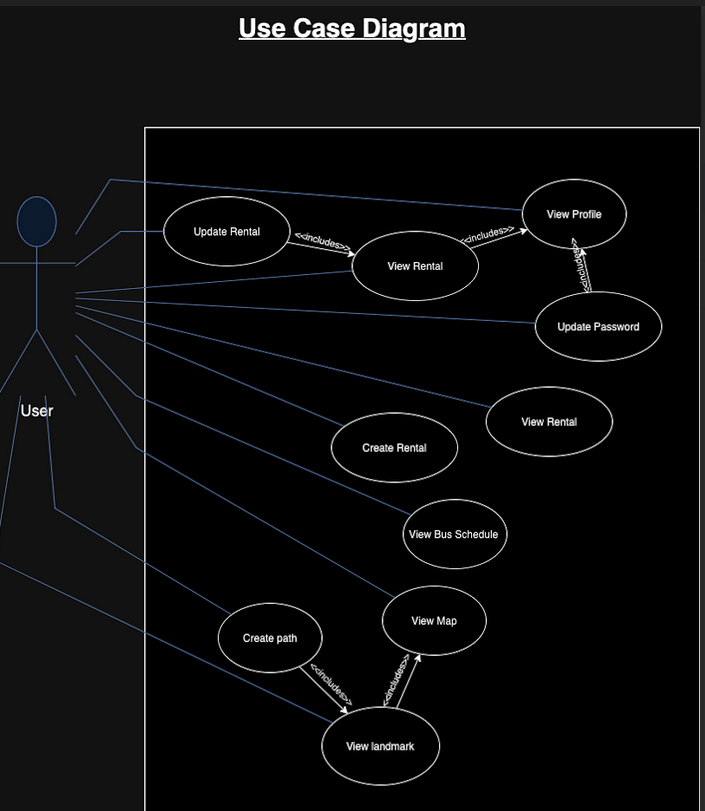 Use Case Diagram
View Profile
Update Rental
<<includes>>
<<includes>>
View Rental
<<includes>>
Update Password
User
View Rental
Create Rental
View Bus Schedule
View Map
Create path
<<includes>>
<<includes>>
View landmark